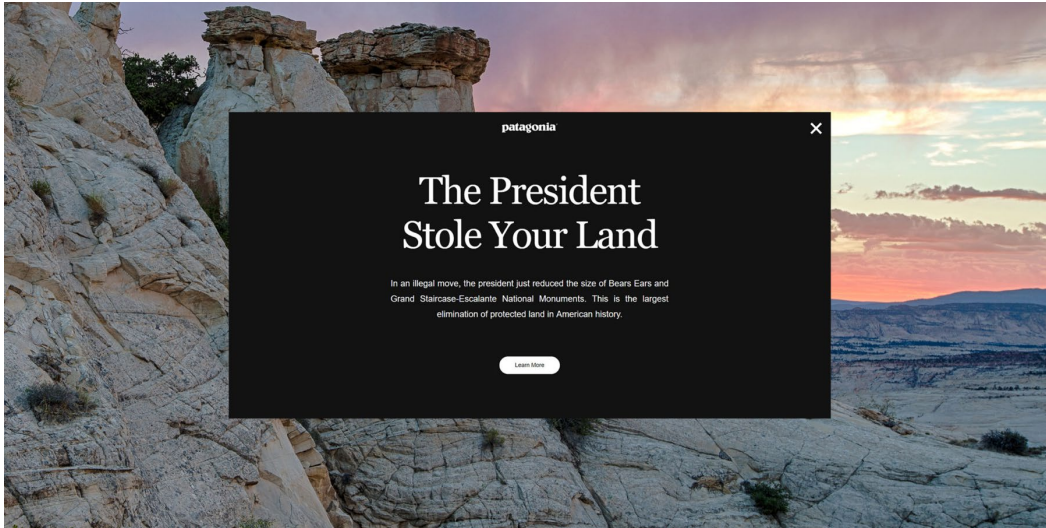 patagonia
The President
Stole Your Land
In an illegal move, the president just reduced the size of Bears Ears and
Grand Staircase-Escalante National Monuments. This is the largest
elimination of protected land in American history.
Learn More